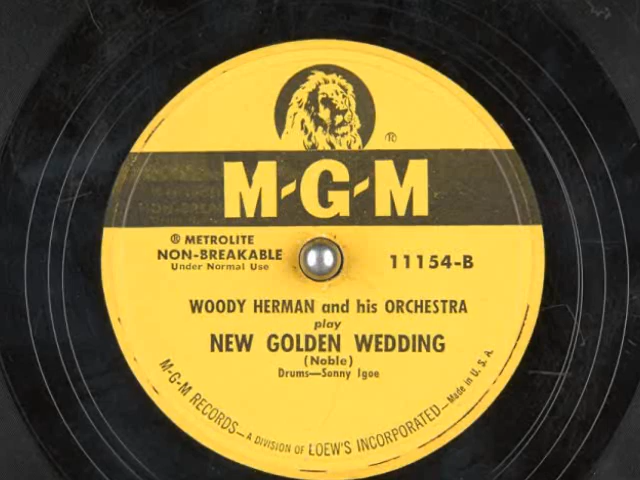 ®
M-G-M
® METROLITE
NON-BREAKABLE
Under Normal Use
11154-B
WOODY HERMAN and his ORCHESTRA
play
NEW GOLDEN WEDDING
(Noble)
Drums—Sonny Igoe
M-G-M RECORDS—A DIVISION OF LOEW'S INCORPORATED—Made in U. S. A.